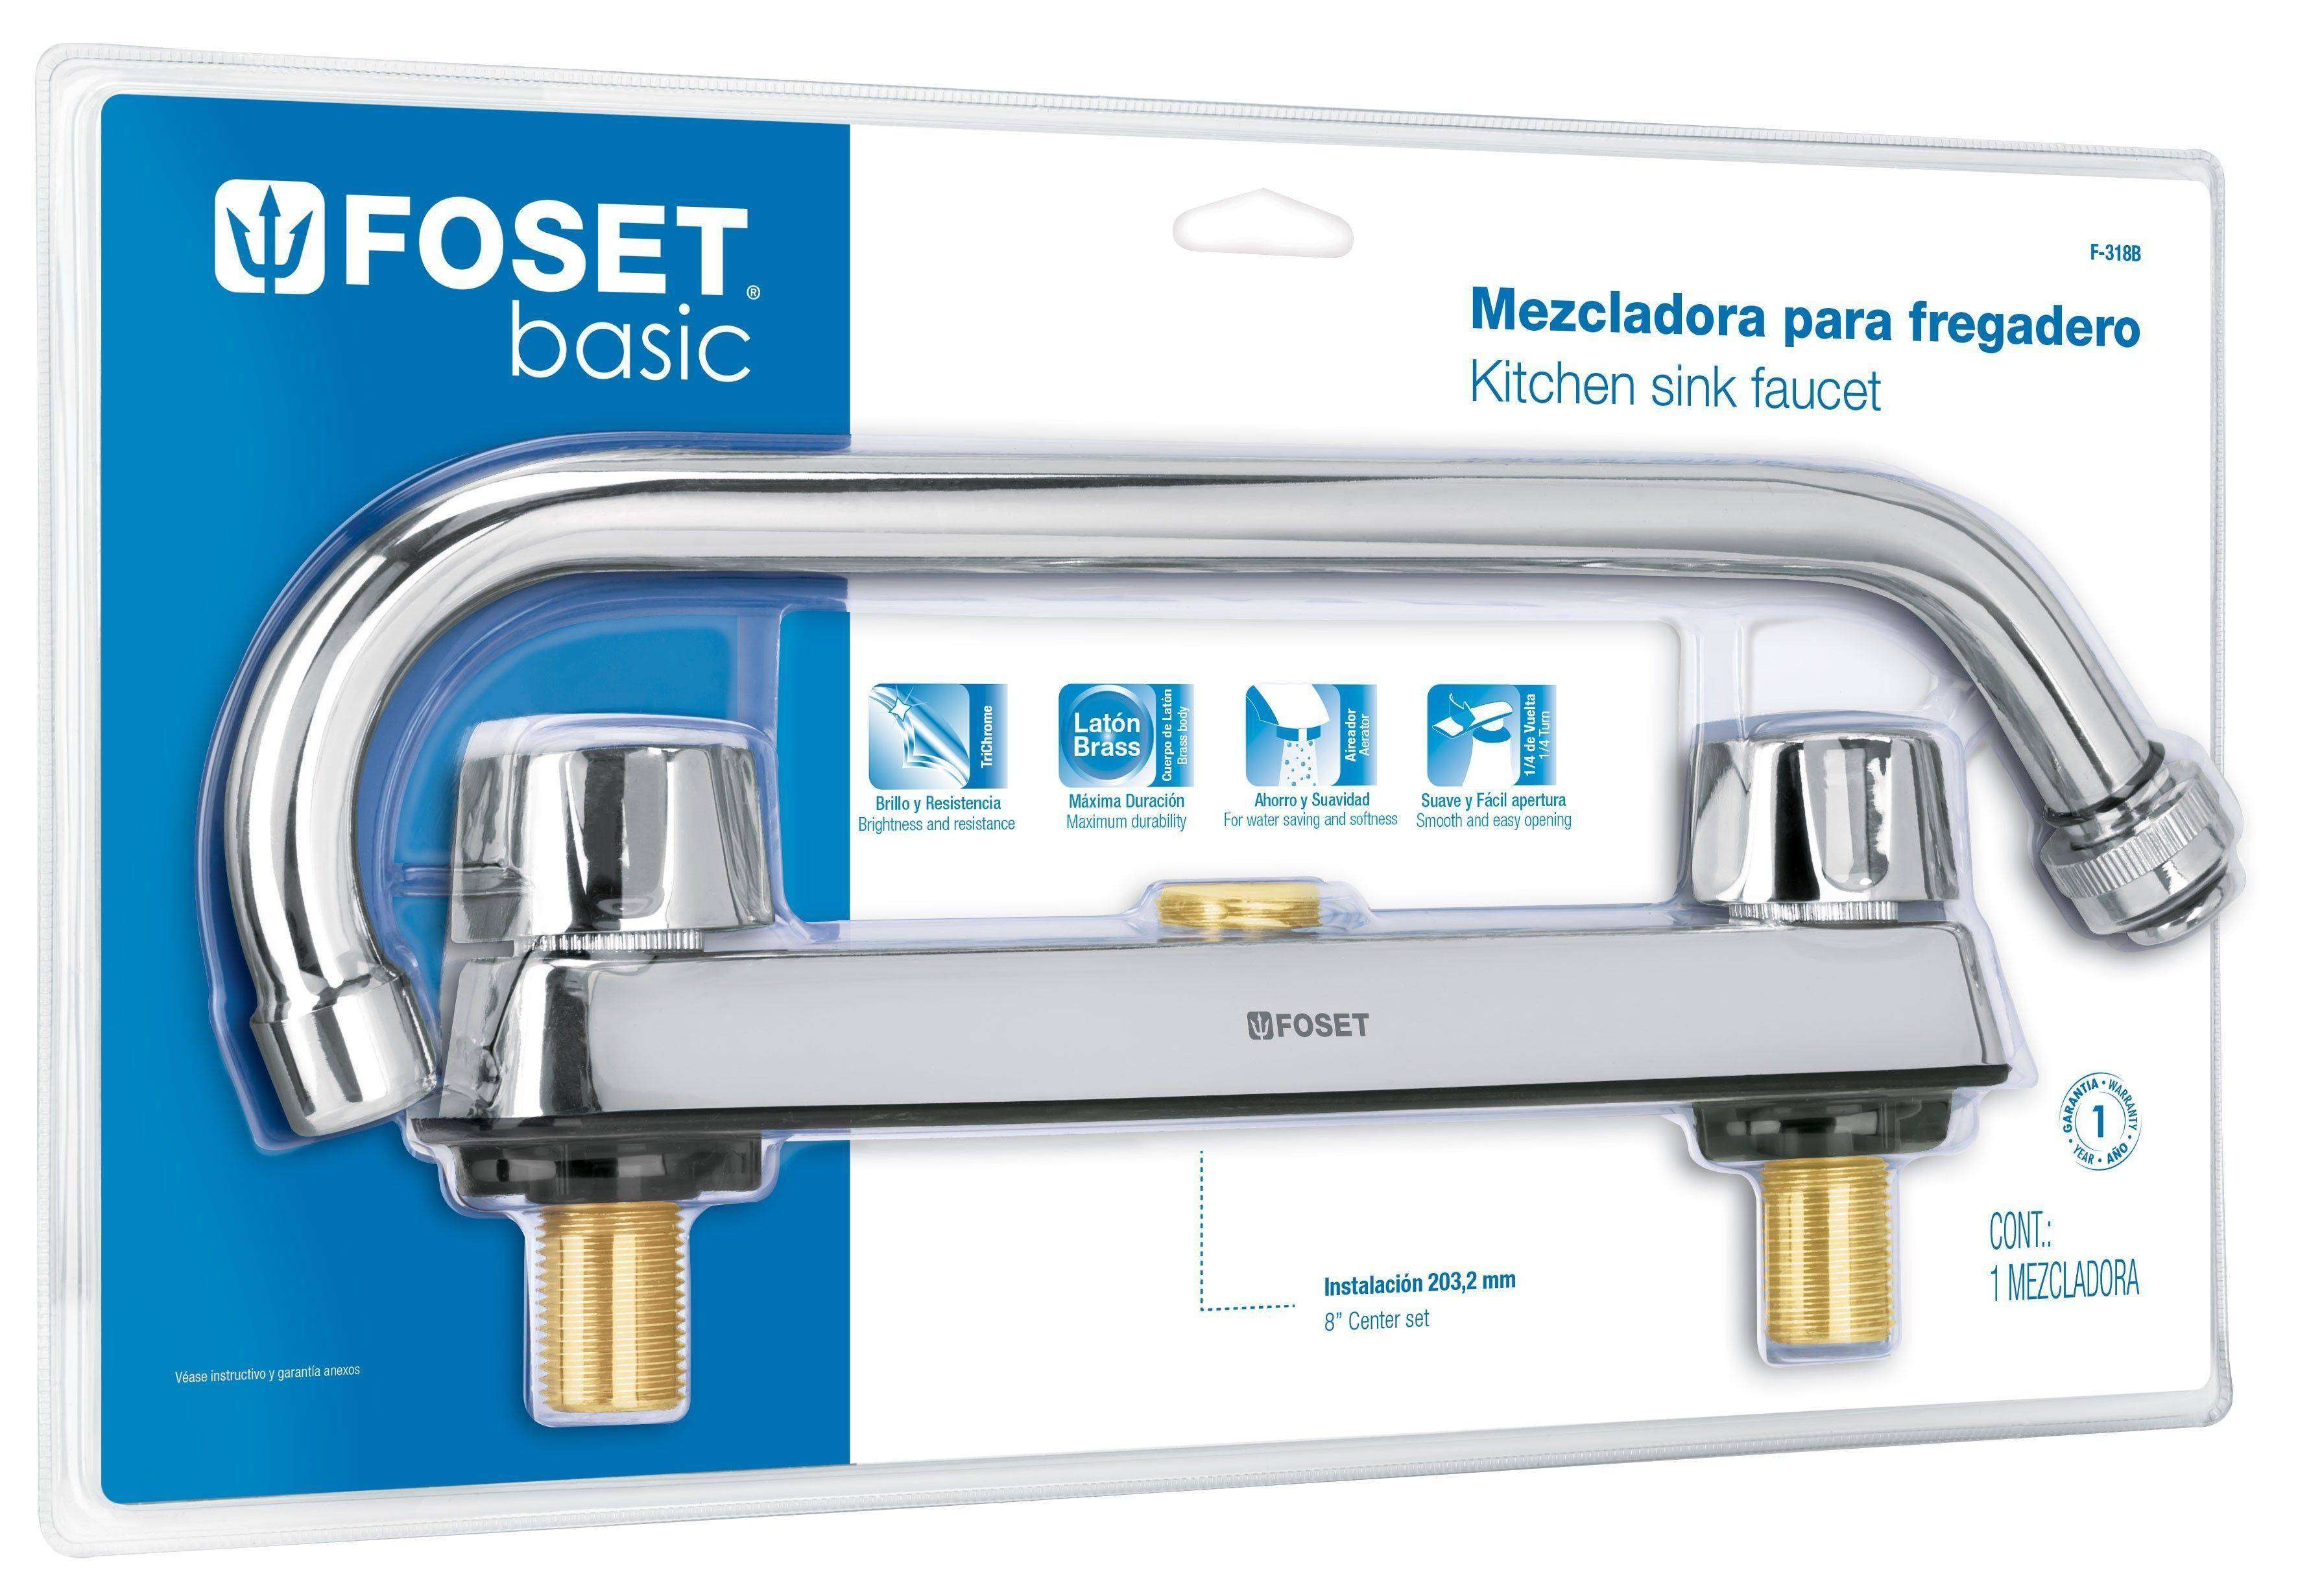 FOSET®
basic
F-318B
Mezcladora para fregadero
Kitchen sink faucet
TriChrome
Brillo y Resistencia
Brightness and resistance
Latón
Brass
Cuerpo de Latón
Brass body
Máxima Duración
Maximum durability
Aireador
Aerator
Ahorro y Suavidad
For water saving and softness
1/4 de Vuelta
1/4 Turn
Suave y Fácil apertura
Smooth and easy opening
FOSET
GARANTIA • WARRANTY • AÑO • YEAR •
1
CONT.:
1 MEZCLADORA
Instalación 203,2 mm
8” Center set
Véase instructivo y garantía anexos